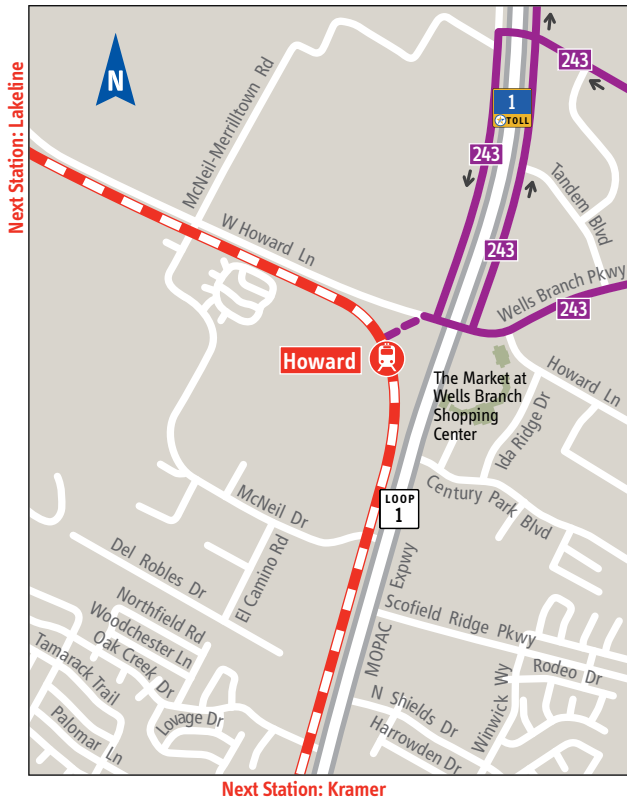 N
Next Station: Lakeline
McNeil-Merrilltown Rd
243
1
TOLL
243
Tandem Blvd
W Howard Ln
243
Wells Branch Pkwy
243
Howard
The Market at
Wells Branch
Shopping
Center
Howard Ln
Ida Ridge Dr
Century Park Blvd
LOOP
1
McNeil Dr
El Camino Rd
Del Robles Dr
MOPAC Expwy
Northfield Rd
Woodchester Ln
Oak Creek Dr
Tamarack Trail
Lovage Dr
Palomar Ln
Scofield Ridge Pkwy
Rodeo Dr
Winwick Wy
N Shields Dr
Harrowden Dr
Next Station: Kramer